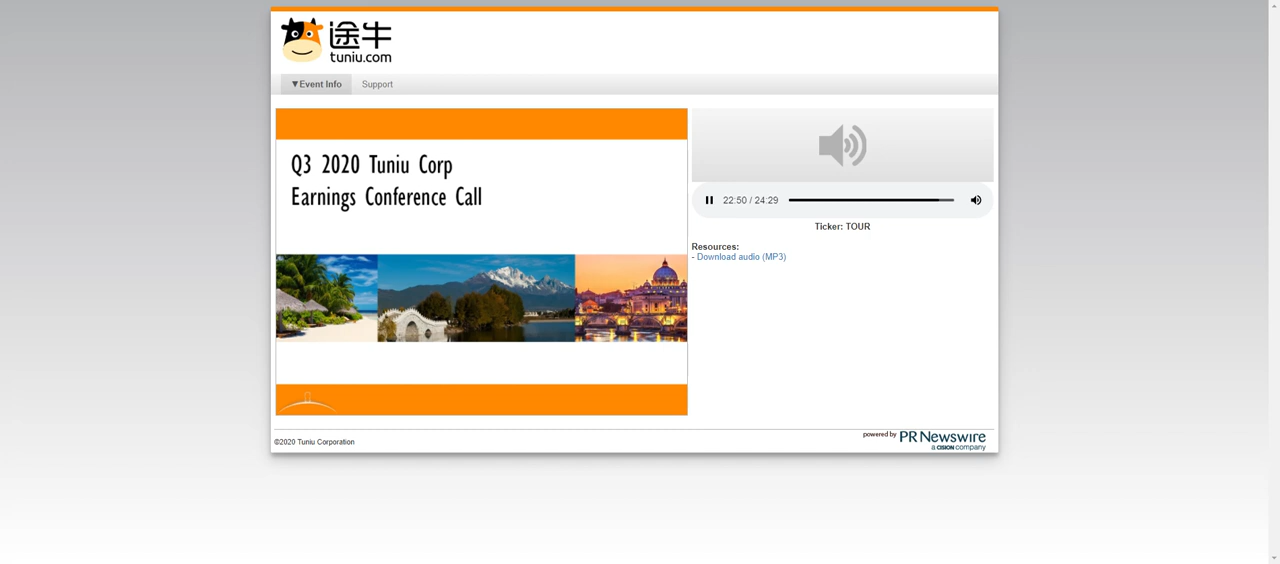 途牛
tuniu.com
▼Event Info
Support
Q3 2020 Tuniu Corp
Earnings Conference Call
22:50 / 24:29
Ticker: TOUR
Resources:
- Download audio (MP3)
©2020 Tuniu Corporation
powered by PR Newswire
a CISION company